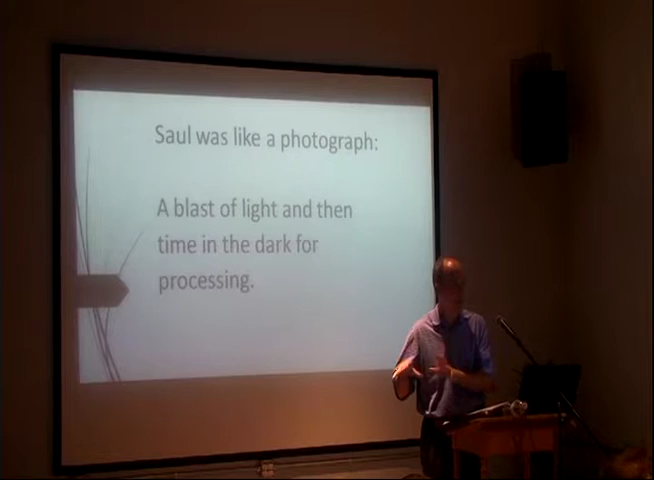 Saul was like a photograph:
A blast of light and then
time in the dark for
processing.